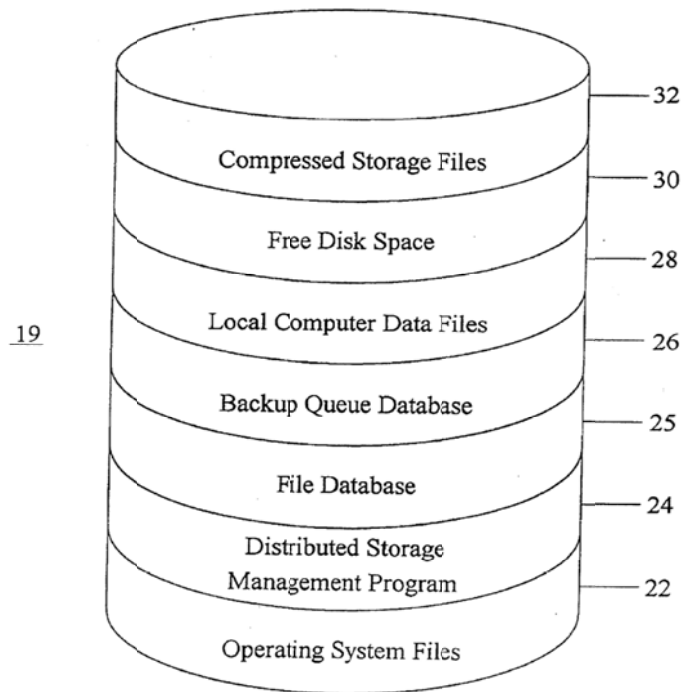 32
Compressed Storage Files
30
Free Disk Space
28
Local Computer Data Files
19
26
Backup Queue Database
25
File Database
24
Distributed Storage
Management Program
22
Operating System Files